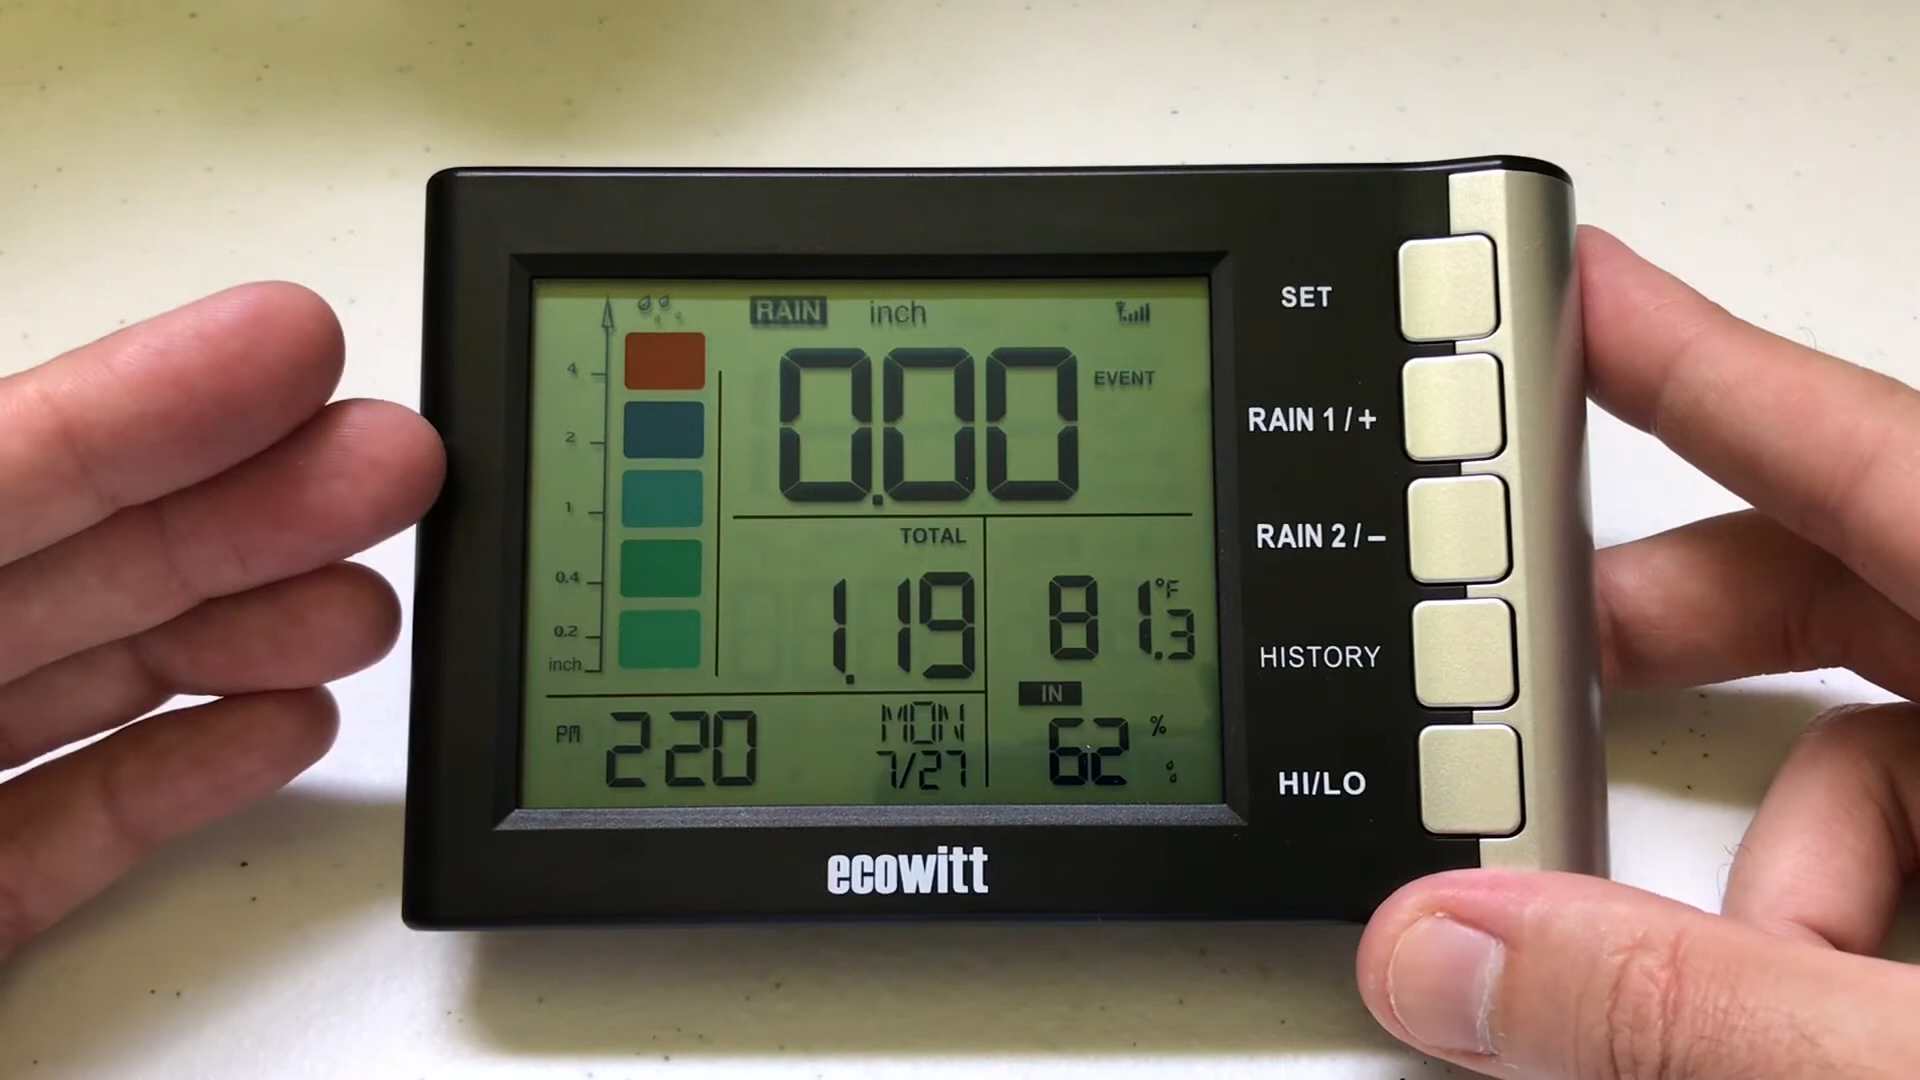 RAIN inch
0.00 EVENT
4
2
1
0.4
0.2
inch
TOTAL
1.19
81.3 °F
IN
62 %
PM 2 20
MON
7/27
SET
RAIN 1 / +
RAIN 2 / –
HISTORY
HI/LO
ecowitt